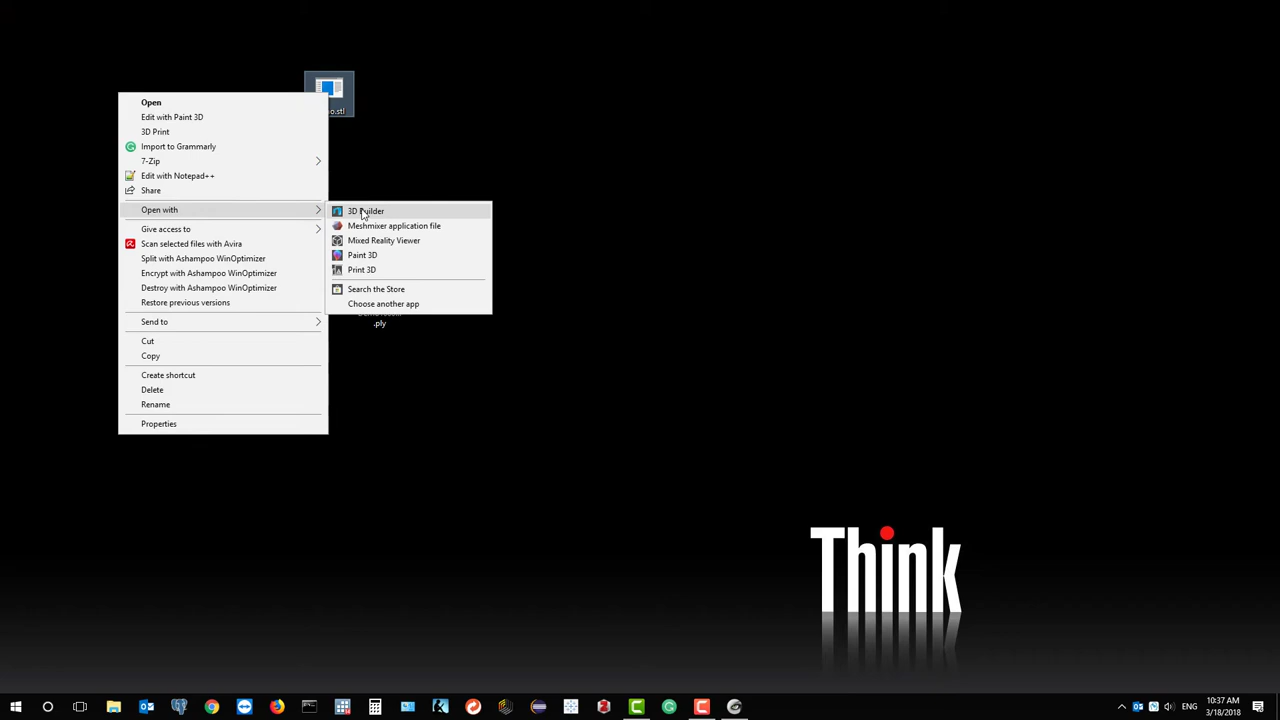 Open
Edit with Paint 3D
3D Print
Import to Grammarly
7-Zip
Edit with Notepad++
Share
Open with
Give access to
Scan selected files with Avira
Split with Ashampoo WinOptimizer
Encrypt with Ashampoo WinOptimizer
Destroy with Ashampoo WinOptimizer
Restore previous versions
Send to
Cut
Copy
Create shortcut
Delete
Rename
Properties
3D Builder
Meshmixer application file
Mixed Reality Viewer
Paint 3D
Print 3D
Search the Store
Choose another app
.ply
Think
ENG
10:37 AM
3/18/2018